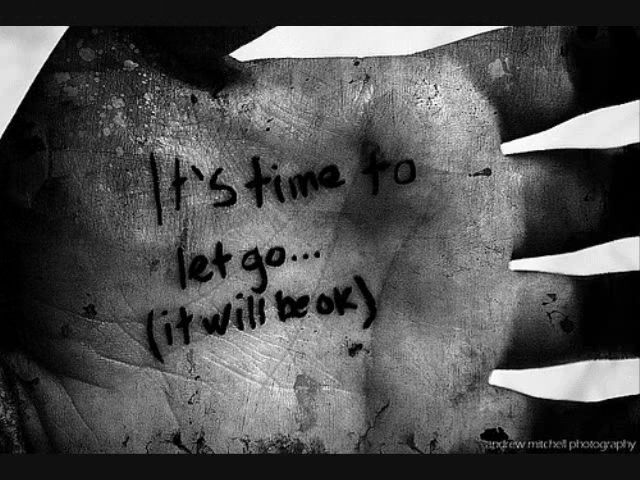 It's time to
let go...
(it will be ok)
andrew mitchell photography